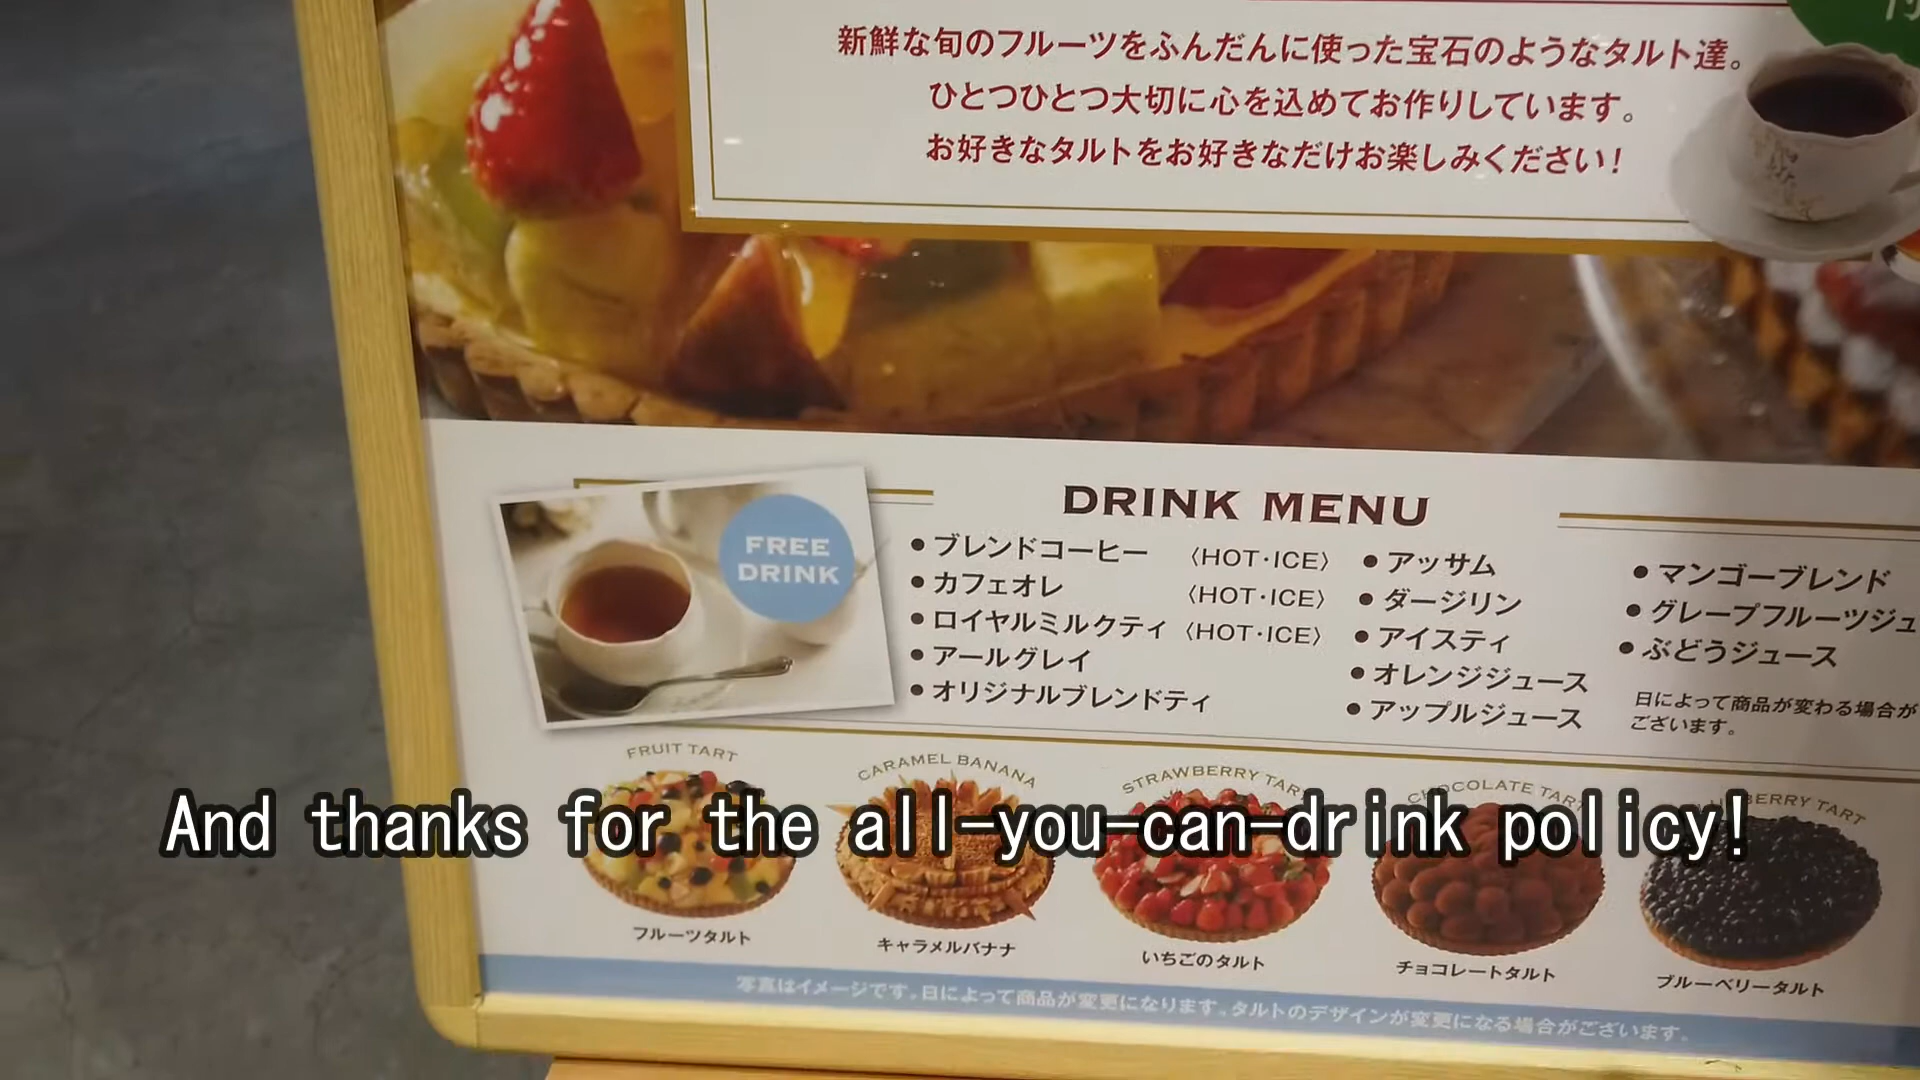 新鮮な旬のフルーツをふんだんに使った宝石のようなタルト達。
ひとつひとつ大切に心を込めてお作りしています。
お好きなタルトをお好きなだけお楽しみください！
FREE
DRINK
DRINK MENU
●ブレンドコーヒー 〈HOT・ICE〉
●カフェオレ 〈HOT・ICE〉
●ロイヤルミルクティ 〈HOT・ICE〉
●アールグレイ
●オリジナルブレンドティ
●アッサム
●ダージリン
●アイスティ
●オレンジジュース
●アップルジュース
●マンゴーブレンド
●グレープフルーツジュ
●ぶどうジュース
日によって商品が変わる場合が
ございます。
FRUIT TART
CARAMEL BANANA
STRAWBERRY TART
CHOCOLATE TART
BERRY TART
And thanks for the all-you-can-drink policy!
フルーツタルト
キャラメルバナナ
いちごのタルト
チョコレートタルト
ブルーベリータルト
写真はイメージです。日によって商品が変更になります。タルトのデザインが変更になる場合がございます。